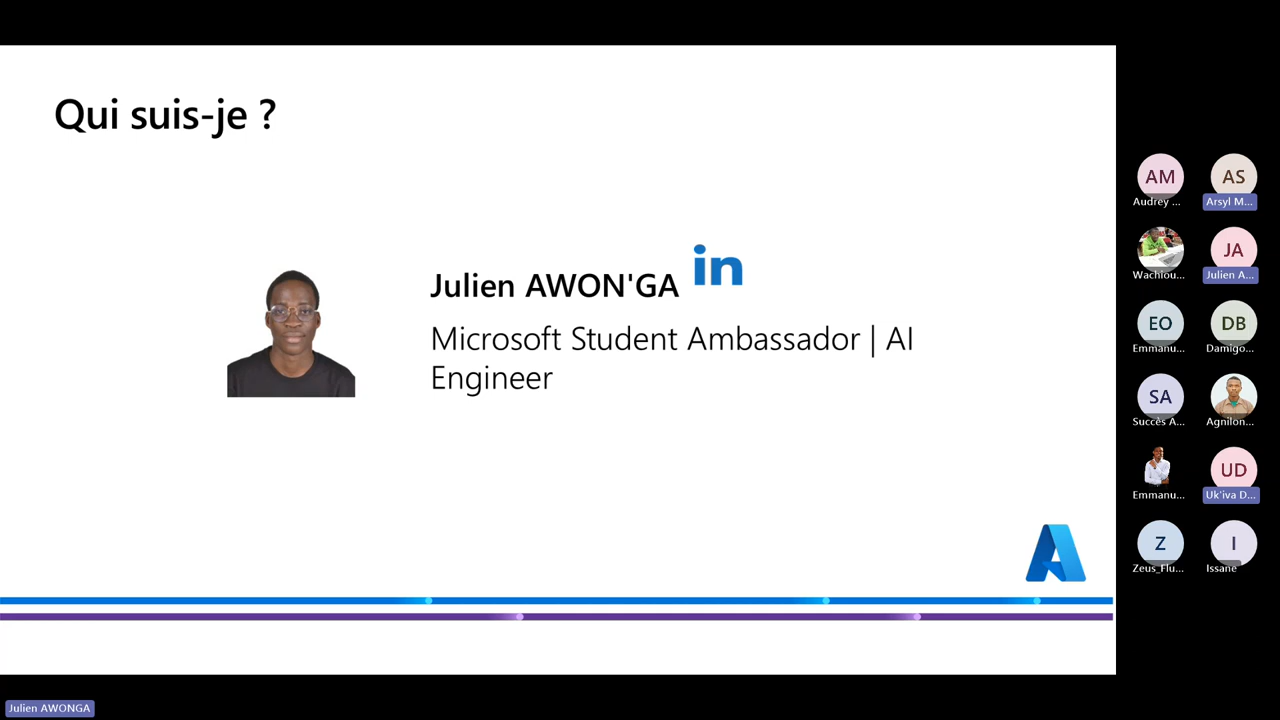 Qui suis-je ?
Julien AWON'GA
in
Microsoft Student Ambassador | AI
Engineer
AM
AS
Audrey ...
Arsyl M...
JA
Wachiou...
Julien A...
EO
DB
Emmanu...
Damigo...
SA
Succès A...
Agnilon...
UD
Emmanu...
Uk'iva D...
Z
I
Zeus_Flu...
Issane
Julien AWONGA